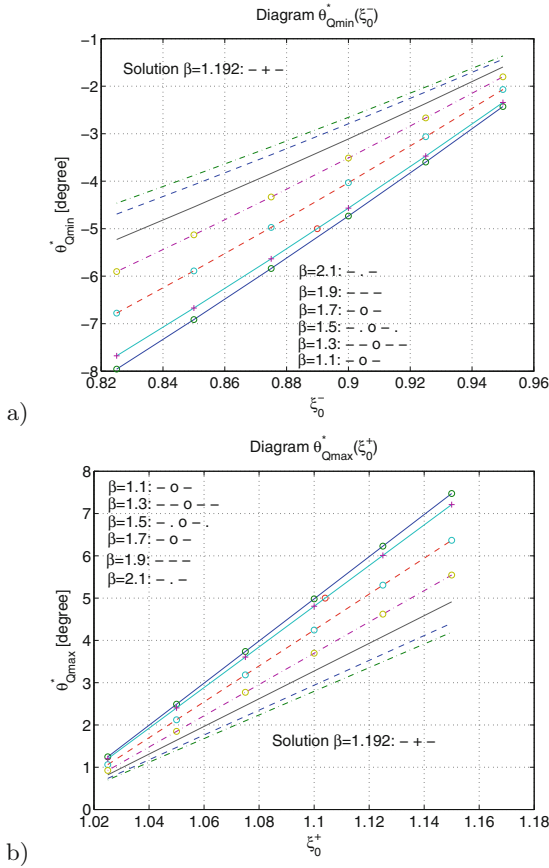 Diagram θ*Qmin(ξ0−)
Solution β=1.192: − + −
θ*Qmin [degree]
−1
−2
−3
−4
−5
−6
−7
−8
β=2.1: − . −
β=1.9: − − −
β=1.7: − o −
β=1.5: − . o − .
β=1.3: − − o − −
β=1.1: − o −
0.82 0.84 0.86 0.88 0.9 0.92 0.94 0.96
ξ0−
a)
Diagram θ*Qmax(ξ0+)
8
7
6
5
4
3
2
1
0
θ*Qmax [degree]
β=1.1: − o −
β=1.3: − − o − −
β=1.5: − . o − .
β=1.7: − o −
β=1.9: − − −
β=2.1: − . −
Solution β=1.192: − + −
1.02 1.04 1.06 1.08 1.1 1.12 1.14 1.16 1.18
ξ0+
b)